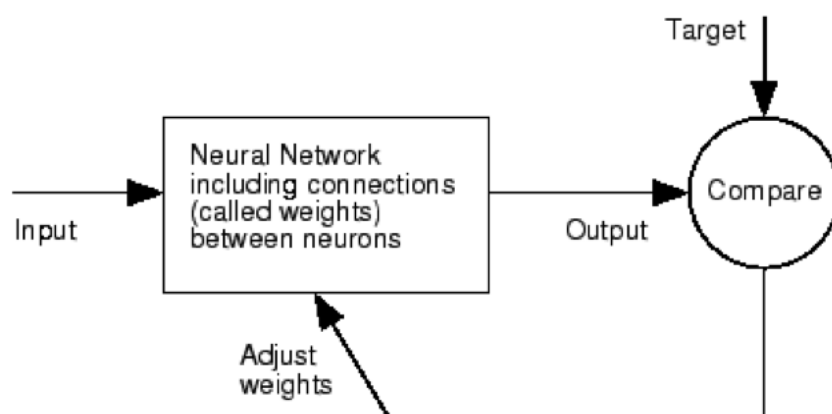 Target
Neural Network
including connections
(called weights)
between neurons
Compare
Input
Output
Adjust
weights